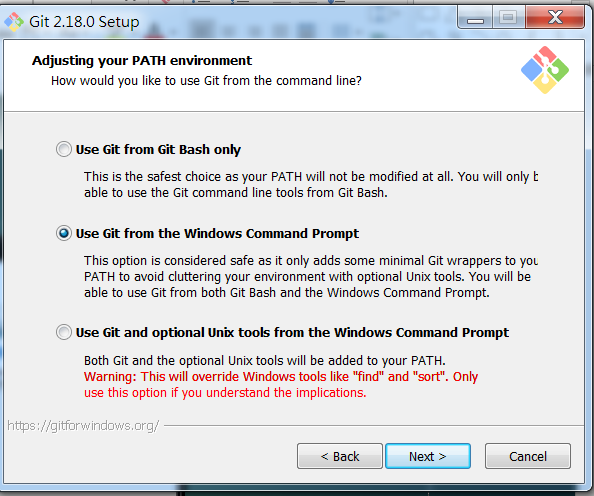 Git 2.18.0 Setup
Adjusting your PATH environment
How would you like to use Git from the command line?
Use Git from Git Bash only
This is the safest choice as your PATH will not be modified at all. You will only b
able to use the Git command line tools from Git Bash.
Use Git from the Windows Command Prompt
This option is considered safe as it only adds some minimal Git wrappers to you
PATH to avoid cluttering your environment with optional Unix tools. You will be
able to use Git from both Git Bash and the Windows Command Prompt.
Use Git and optional Unix tools from the Windows Command Prompt
Both Git and the optional Unix tools will be added to your PATH.
Warning: This will override Windows tools like "find" and "sort". Only
use this option if you understand the implications.
https://gitforwindows.org/
< Back
Next >
Cancel